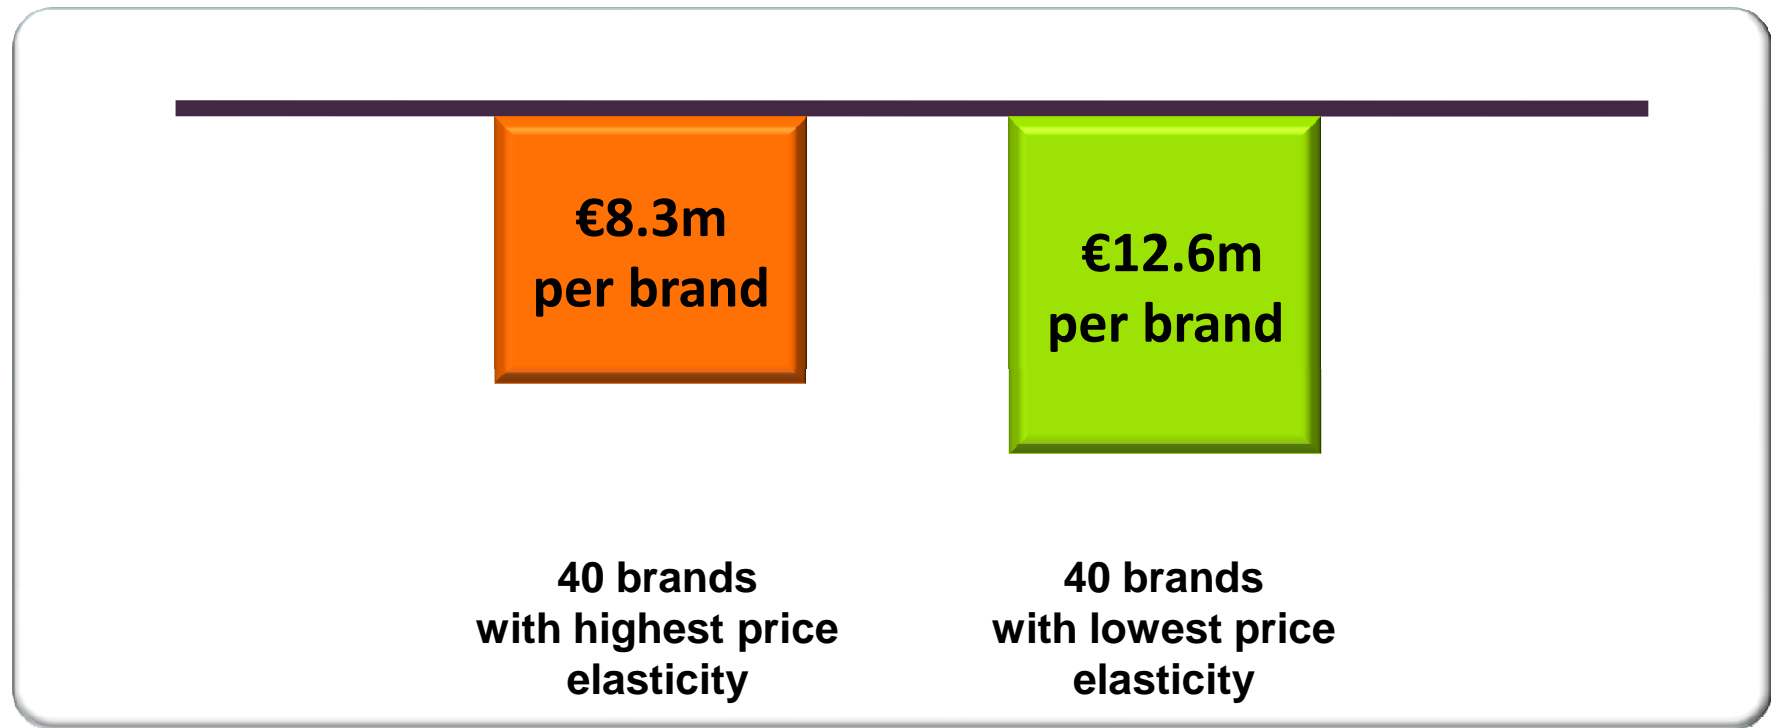 €8.3m
per brand
€12.6m
per brand
40 brands
with highest price
elasticity
40 brands
with lowest price
elasticity